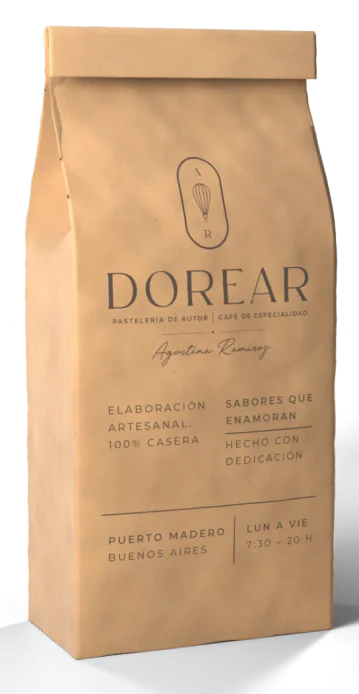 A
R
DOREAR
PASTELERÍA DE AUTOR | CAFÉ DE ESPECIALIDAD
Agustina Ramirez
ELABORACIÓN
ARTESANAL.
100% CASERA
SABORES QUE
ENAMORAN
HECHO CON
DEDICACIÓN
PUERTO MADERO
BUENOS AIRES
LUN A VIE
7:30 – 20 H